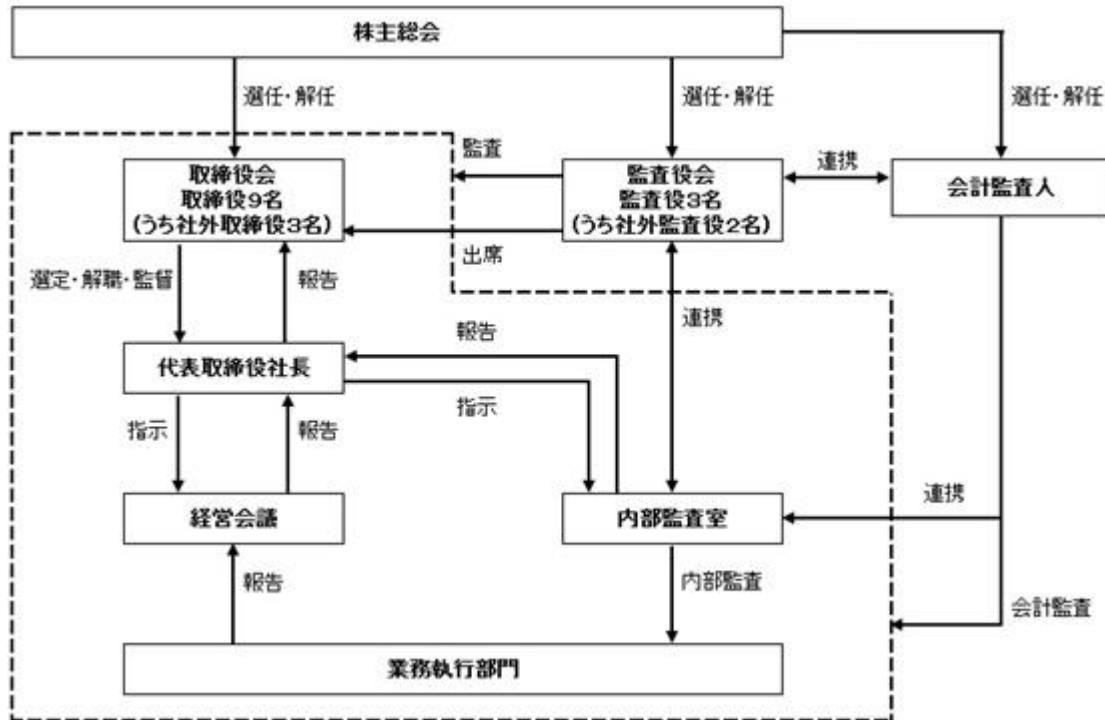 株主総会
選任・解任
選任・解任
選任・解任
監査
取締役会
取締役9名
(うち社外取締役3名)
監査役会
監査役3名
(うち社外監査役2名)
連携
会計監査人
出席
選定・解職・監督
報告
連携
報告
代表取締役社長
指示
指示
報告
連携
経営会議
内部監査室
報告
内部監査
会計監査
業務執行部門